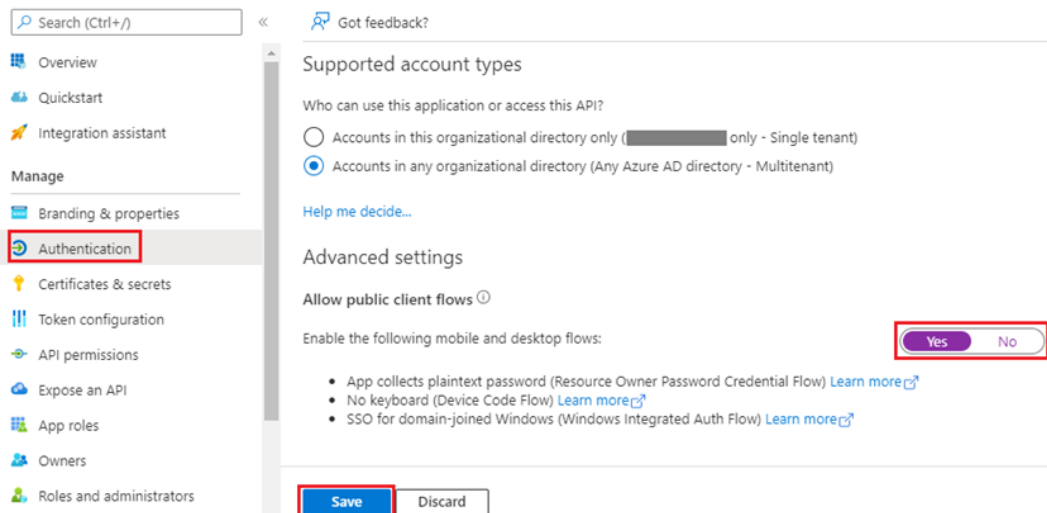 Search (Ctrl+/)
«
Overview
Quickstart
Integration assistant
Manage
Branding & properties
Authentication
Certificates & secrets
Token configuration
API permissions
Expose an API
App roles
Owners
Roles and administrators
Got feedback?
Supported account types
Who can use this application or access this API?
Accounts in this organizational directory only ( only - Single tenant)
Accounts in any organizational directory (Any Azure AD directory - Multitenant)
Help me decide...
Advanced settings
Allow public client flows
Enable the following mobile and desktop flows:
Yes No
• App collects plaintext password (Resource Owner Password Credential Flow) Learn more
• No keyboard (Device Code Flow) Learn more
• SSO for domain-joined Windows (Windows Integrated Auth Flow) Learn more
Save Discard